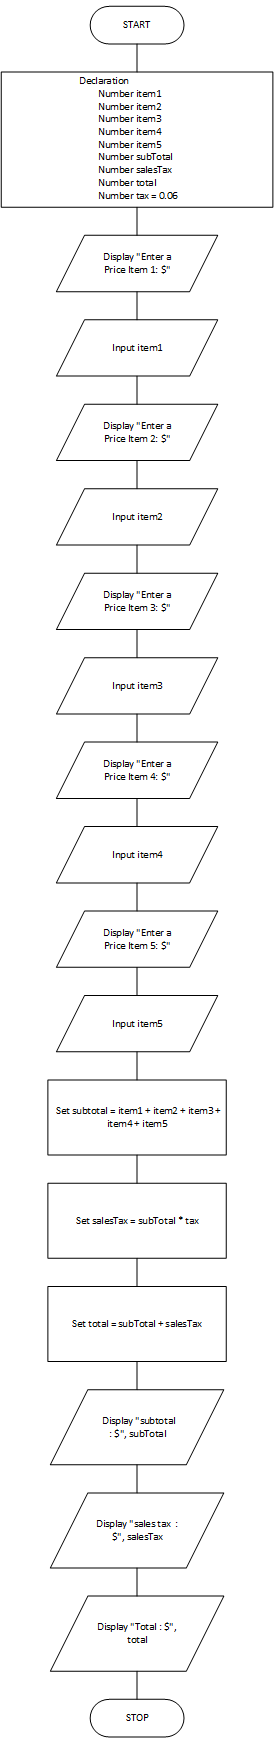 START
Declaration
Number item1
Number item2
Number item3
Number item4
Number item5
Number subTotal
Number salesTax
Number total
Number tax = 0.06
Display "Enter a
Price Item 1: $"
Input item1
Display "Enter a
Price Item 2: $"
Input item2
Display "Enter a
Price Item 3: $"
Input item3
Display "Enter a
Price Item 4: $"
Input item4
Display "Enter a
Price Item 5: $"
Input item5
Set subtotal = item1 + item2 + item3 +
item4 + item5
Set salesTax = subTotal * tax
Set total = subTotal + salesTax
Display "subtotal
: $", subTotal
Display "sales tax :
$", salesTax
Display "Total : $",
total
STOP